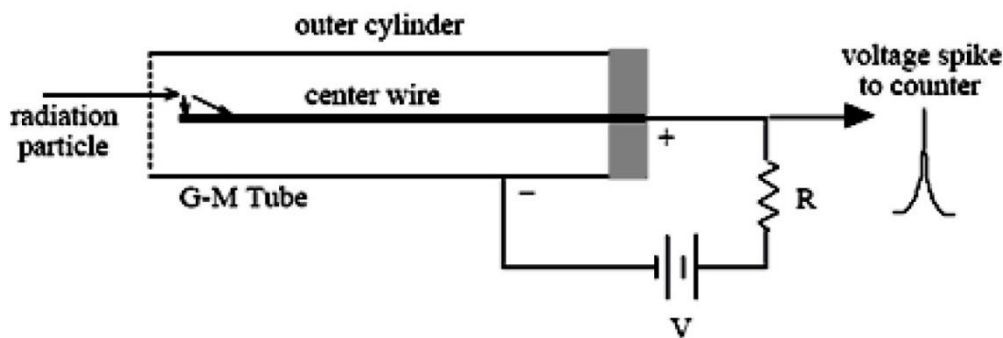 outer cylinder
voltage spike
to counter
center wire
radiation
particle
+
−
G-M Tube
R
V